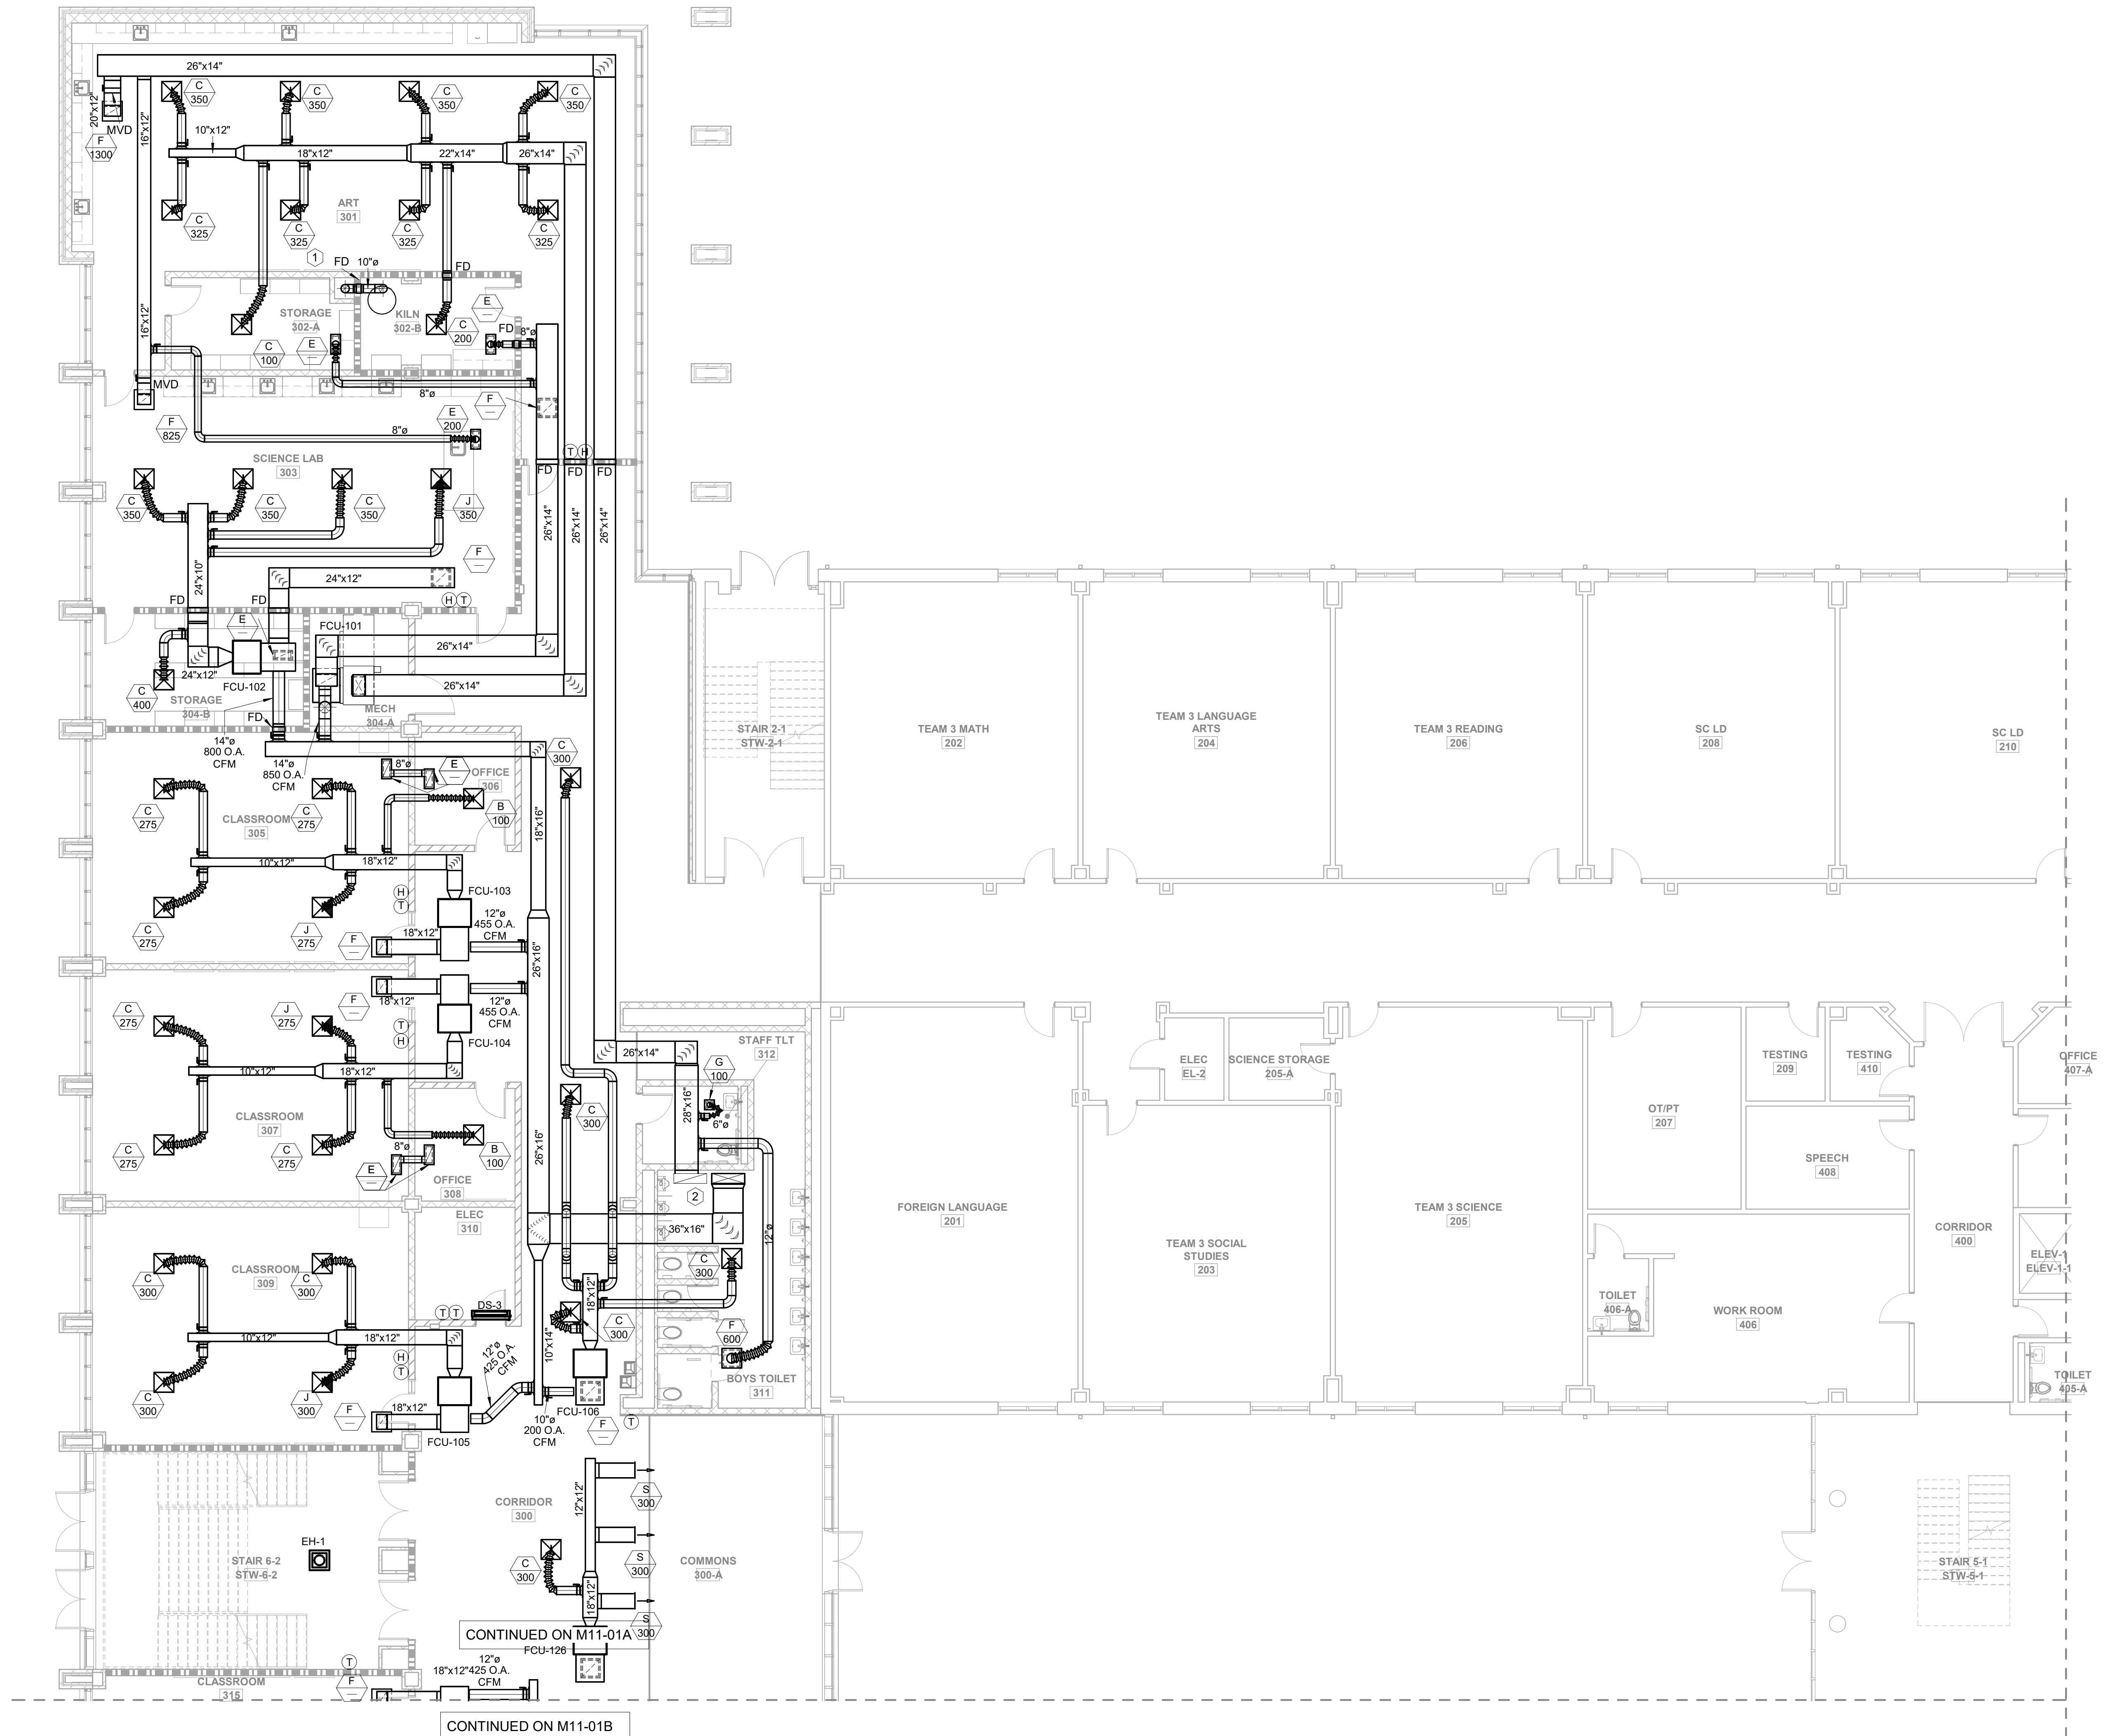 26"x14"
20"x12"
MVD
F
1300
16"x12"
C
350
C
350
C
350
C
350
10"x12"
18"x12"
22"x14"
26"x14"
C
325
C
325
C
325
C
325
ART
301
1
FD
10"ø
FD
16"x12"
STORAGE
302-A
KILN
302-B
E
—
C
100
E
—
C
200
FD
8"ø
MVD
8"ø
F
—
F
825
E
200
8"ø
SCIENCE LAB
303
T
H
FD
FD
FD
C
350
C
350
C
350
J
350
26"x14"
26"x14"
26"x14"
24"x10"
F
—
24"x12"
FD
FD
H
T
E
—
FCU-101
26"x14"
24"x12"
FCU-102
26"x14"
C
400
STORAGE
304-B
FD
MECH
304-A
14"ø
800 O.A.
CFM
14"ø
850 O.A.
CFM
C
300
8"ø
E
—
OFFICE
306
B
100
C
275
CLASSROOM
305
C
275
18"x16"
10"x12"
18"x12"
FCU-103
H
T
12"ø
455 O.A.
CFM
C
275
J
275
F
—
18"x12"
26"x16"
18"x12"
12"ø
455 O.A.
CFM
C
275
J
275
F
—
T
H
FCU-104
10"x12"
18"x12"
CLASSROOM
307
C
275
C
275
8"ø
E
—
B
100
OFFICE
308
26"x16"
C
300
26"x14"
STAFF TLT
312
G
100
28"x16"
6"ø
2
36"x16"
12"ø
ELEC
310
C
300
CLASSROOM
309
C
300
C
300
18"x12"
DS-3
T
T
10"x12"
18"x12"
C
300
F
600
10"x14"
12"ø
425 O.A.
CFM
H
T
C
300
J
300
F
—
18"x12"
FCU-105
BOYS TOILET
311
FCU-106
10"ø
200 O.A.
CFM
F
—
T
STAIR 2-1
STW-2-1
TEAM 3 MATH
202
TEAM 3 LANGUAGE
ARTS
204
TEAM 3 READING
206
SC LD
208
SC LD
210
ELEC
EL-2
SCIENCE STORAGE
205-A
TESTING
209
TESTING
410
OFFICE
407-A
OT/PT
207
SPEECH
408
FOREIGN LANGUAGE
201
TEAM 3 SOCIAL
STUDIES
203
TEAM 3 SCIENCE
205
CORRIDOR
400
ELEV-1
ELEV-1-1
TOILET
406-A
WORK ROOM
406
TOILET
405-A
12"x12"
S
300
CORRIDOR
300
EH-1
STAIR 6-2
STW-6-2
C
300
S
300
COMMONS
300-A
18"x12"
S
300
STAIR 5-1
STW-5-1
CONTINUED ON M11-01A
FCU-126
T
F
—
18"x12"
12"ø
425 O.A.
CFM
CLASSROOM
315
CONTINUED ON M11-01B